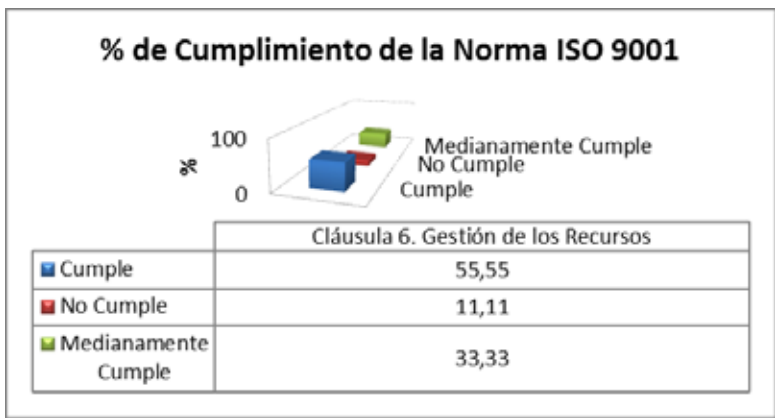 % de Cumplimiento de la Norma ISO 9001
100
0
%
Medianamente Cumple
No Cumple
Cumple
Cláusula 6. Gestión de los Recursos
Cumple 55,55
No Cumple 11,11
Medianamente
Cumple 33,33